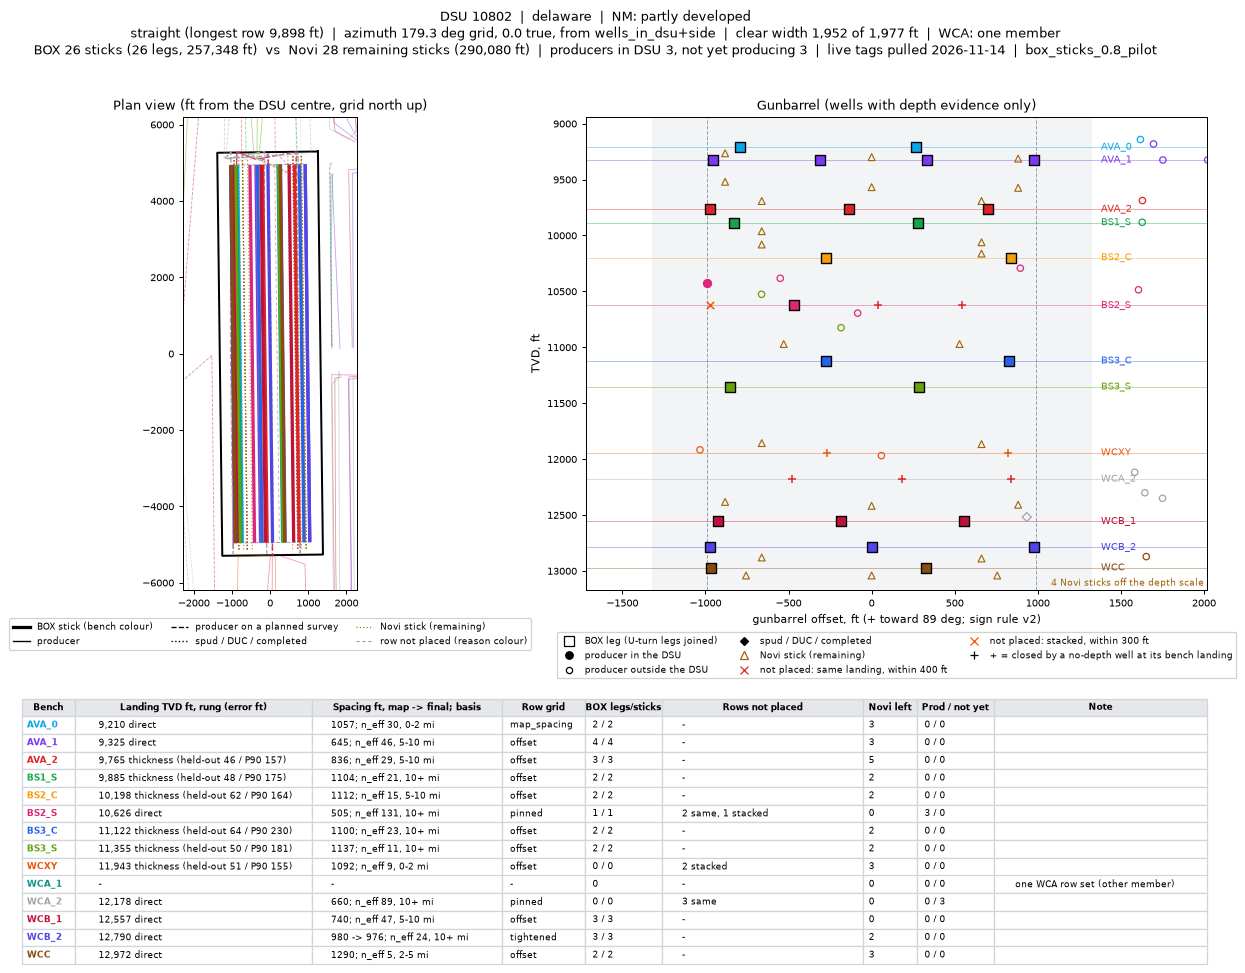 DSU 10802 | delaware | NM: partly developed
straight (longest row 9,898 ft) | azimuth 179.3 deg grid, 0.0 true, from wells_in_dsu+side | clear width 1,952 of 1,977 ft | WCA: one member
BOX 26 sticks (26 legs, 257,348 ft) vs Novi 28 remaining sticks (290,080 ft) | producers in DSU 3, not yet producing 3 | live tags pulled 2026-11-14 | box_sticks_0.8_pilot
Plan view (ft from the DSU centre, grid north up)
6000
4000
2000
0
−2000
−4000
−6000
−2000 −1000 0 1000 2000
BOX stick (bench colour)
producer
producer on a planned survey
spud / DUC / completed
Novi stick (remaining)
row not placed (reason colour)
Gunbarrel (wells with depth evidence only)
TVD, ft
9000
9500
10000
10500
11000
11500
12000
12500
13000
AVA_0
AVA_1
AVA_2
BS1_S
BS2_C
BS2_S
BS3_C
BS3_S
WCXY
WCA_2
WCB_1
WCB_2
WCC
4 Novi sticks off the depth scale
−1500 −1000 −500 0 500 1000 1500 2000
gunbarrel offset, ft (+ toward 89 deg; sign rule v2)
BOX leg (U-turn legs joined)
producer in the DSU
producer outside the DSU
spud / DUC / completed
Novi stick (remaining)
not placed: same landing, within 400 ft
not placed: stacked, within 300 ft
+ = closed by a no-depth well at its bench landing
Bench Landing TVD ft, rung (error ft) Spacing ft, map -> final; basis Row grid BOX legs/sticks Rows not placed Novi left Prod / not yet Note
AVA_0 9,210 direct 1057; n_eff 30, 0-2 mi map_spacing 2 / 2 - 3 0 / 0
AVA_1 9,325 direct 645; n_eff 46, 5-10 mi offset 4 / 4 - 3 0 / 0
AVA_2 9,765 thickness (held-out 46 / P90 157) 836; n_eff 29, 5-10 mi offset 3 / 3 - 5 0 / 0
BS1_S 9,885 thickness (held-out 48 / P90 175) 1104; n_eff 21, 10+ mi offset 2 / 2 - 2 0 / 0
BS2_C 10,198 thickness (held-out 62 / P90 164) 1112; n_eff 15, 5-10 mi offset 2 / 2 - 2 0 / 0
BS2_S 10,626 direct 505; n_eff 131, 10+ mi pinned 1 / 1 2 same, 1 stacked 0 3 / 0
BS3_C 11,122 thickness (held-out 64 / P90 230) 1100; n_eff 23, 10+ mi offset 2 / 2 - 2 0 / 0
BS3_S 11,355 thickness (held-out 50 / P90 181) 1137; n_eff 11, 10+ mi offset 2 / 2 - 2 0 / 0
WCXY 11,943 thickness (held-out 51 / P90 155) 1092; n_eff 9, 0-2 mi offset 0 / 0 2 stacked 3 0 / 0
WCA_1 - - - 0 - 0 0 / 0 one WCA row set (other member)
WCA_2 12,178 direct 660; n_eff 89, 10+ mi pinned 0 / 0 3 same 0 0 / 3
WCB_1 12,557 direct 740; n_eff 47, 5-10 mi offset 3 / 3 - 0 0 / 0
WCB_2 12,790 direct 980 -> 976; n_eff 24, 10+ mi tightened 3 / 3 - 2 0 / 0
WCC 12,972 direct 1290; n_eff 5, 2-5 mi offset 2 / 2 - 3 0 / 0